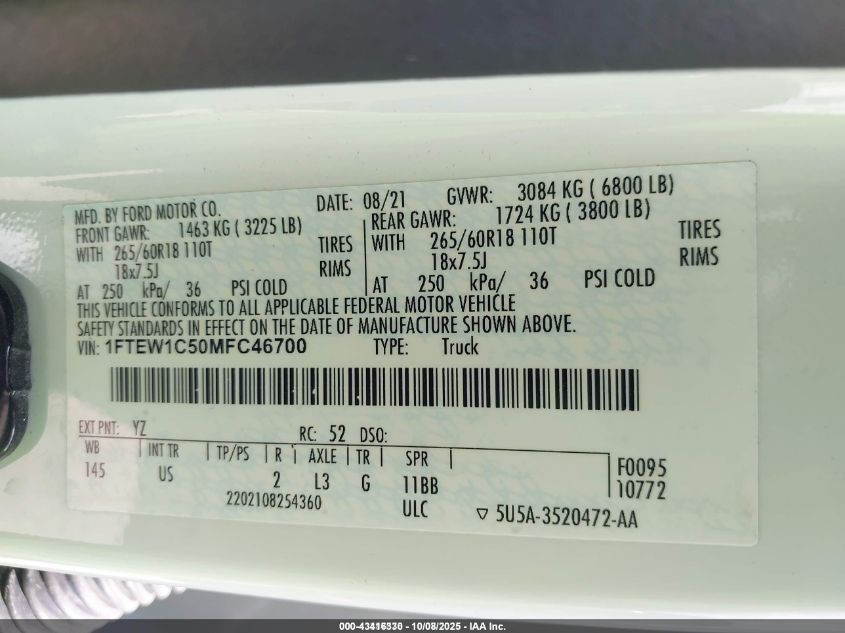 MFD. BY FORD MOTOR CO. DATE: 08/21 GVWR: 3084 KG ( 6800 LB)
FRONT GAWR: 1463 KG ( 3225 LB) REAR GAWR: 1724 KG ( 3800 LB)
WITH 265/60R18 110T TIRES WITH 265/60R18 110T TIRES
18x7.5J RIMS 18x7.5J RIMS
AT 250 kPa/ 36 PSI COLD AT 250 kPa/ 36 PSI COLD
THIS VEHICLE CONFORMS TO ALL APPLICABLE FEDERAL MOTOR VEHICLE
SAFETY STANDARDS IN EFFECT ON THE DATE OF MANUFACTURE SHOWN ABOVE.
VIN: 1FTEW1C50MFC46700 TYPE: Truck
EXT PNT: YZ RC: 52 DSO:
WB INT TR TP/PS R AXLE TR SPR F0095
145 US 2 L3 G 11BB 10772
2202108254360 ULC ▽ 5U5A-3520472-AA
000-43416330 - 10/08/2025 - IAA Inc.